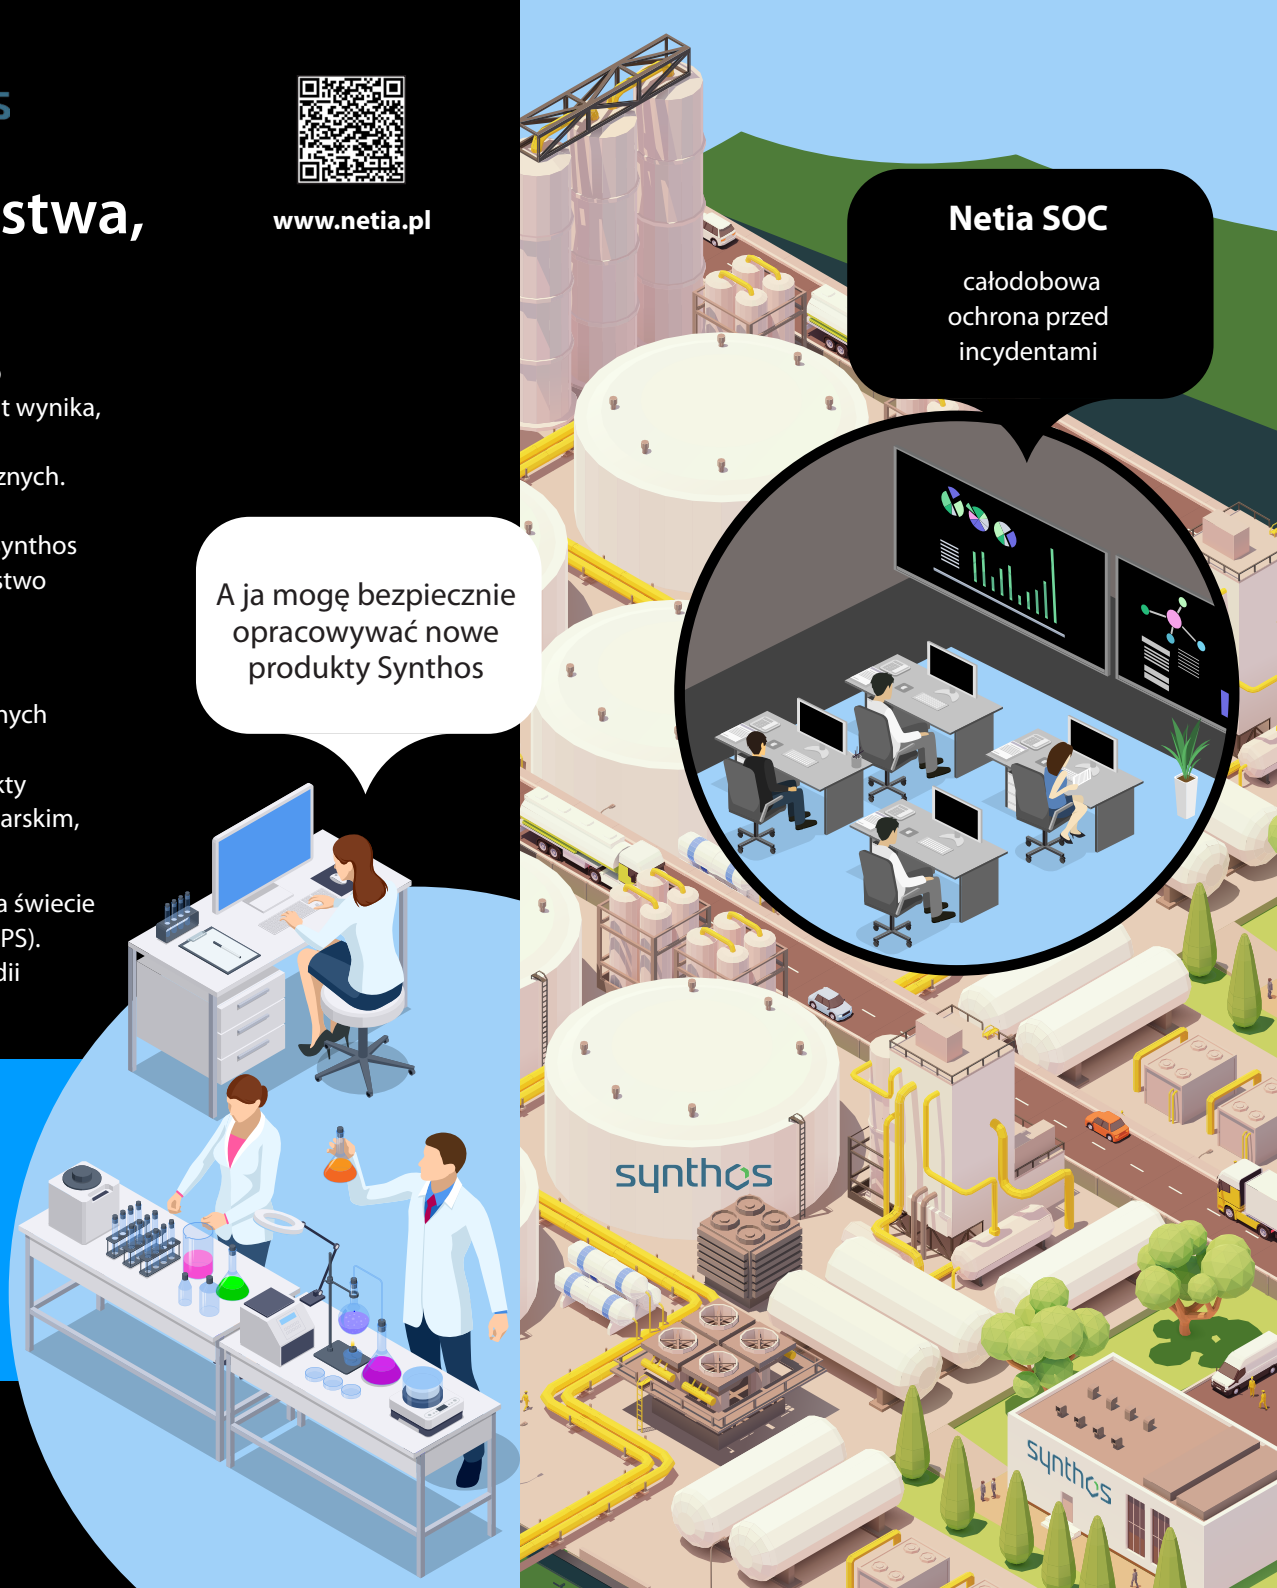 s
stwa,
www.netia.pl
t wynika,
znych.
ynthos
stwo
nych
kty
arskim,
a świecie
PS).
dii
A ja mogę bezpiecznie
opracowywać nowe
produkty Synthos
Netia SOC
całodobowa
ochrona przed
incydentami
synthos
synthos